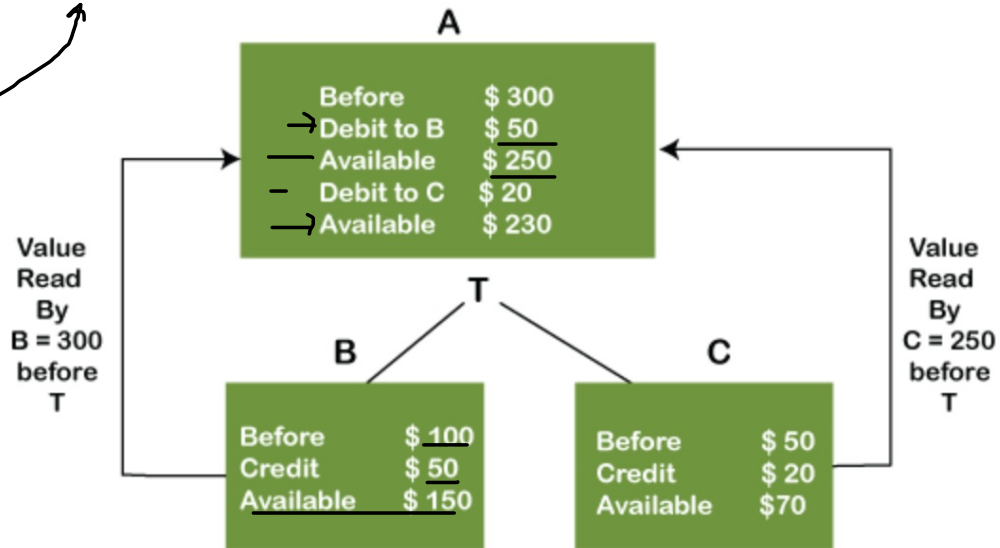 A
Before $ 300
Debit to B $ 50
Available $ 250
Debit to C $ 20
Available $ 230
Value
Read
By
B = 300
before
T
Value
Read
By
C = 250
before
T
T
B
C
Before $ 100
Credit $ 50
Available $ 150
Before $ 50
Credit $ 20
Available $70